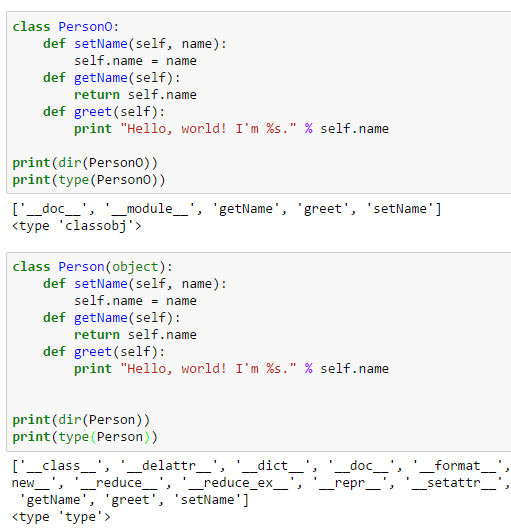 class PersonO:
    def setName(self, name):
        self.name = name
    def getName(self):
        return self.name
    def greet(self):
        print "Hello, world! I'm %s." % self.name
print(dir(PersonO))
print(type(PersonO))
['__doc__', '__module__', 'getName', 'greet', 'setName']
<type 'classobj'>
class Person(object):
    def setName(self, name):
        self.name = name
    def getName(self):
        return self.name
    def greet(self):
        print "Hello, world! I'm %s." % self.name
print(dir(Person))
print(type(Person))
['__class__', '__delattr__', '__dict__', '__doc__', '__format__',
new__', '__reduce__', '__reduce_ex__', '__repr__', '__setattr__',
 'getName', 'greet', 'setName']
<type 'type'>